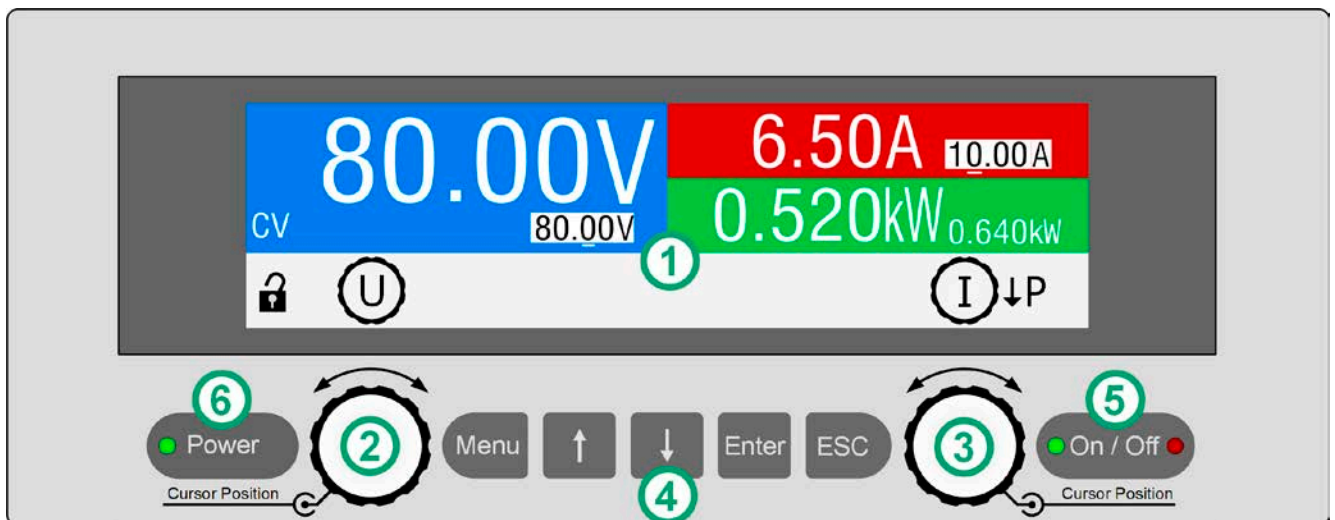 80.00V
6.50A 10.00A
CV 80.00V
0.520kW 0.640kW
1
U I ↓P
6 5
Power 2 Menu ↑ ↓ Enter ESC 3 On / Off
4
Cursor Position Cursor Position